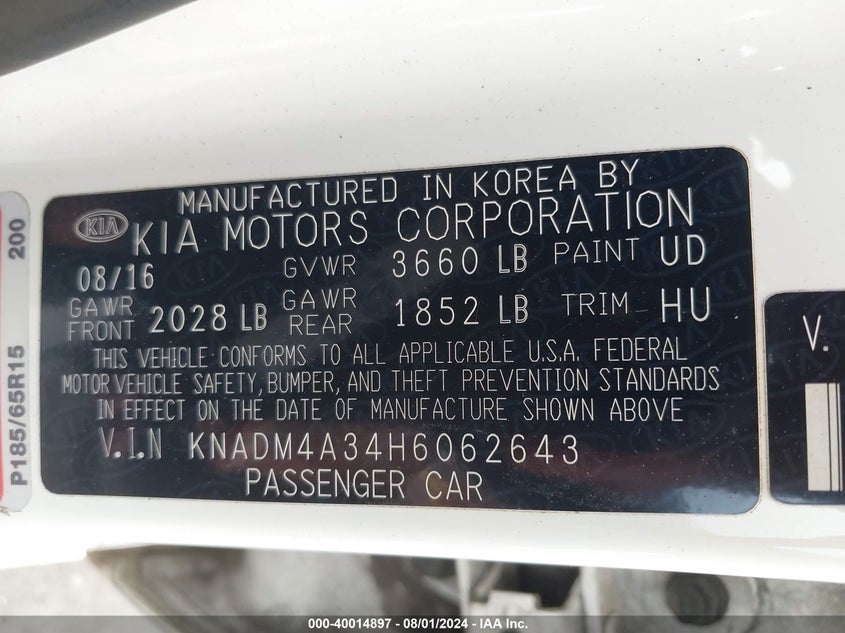 MANUFACTURED IN KOREA BY
KIA
KIA MOTORS CORPORATION
08/16 GVWR 3660 LB PAINT UD
GAWR FRONT 2028 LB GAWR REAR 1852 LB TRIM HU
THIS VEHICLE CONFORMS TO ALL APPLICABLE U.S.A. FEDERAL
MOTOR VEHICLE SAFETY, BUMPER, AND THEFT PREVENTION STANDARDS
IN EFFECT ON THE DATE OF MANUFACTURE SHOWN ABOVE
V.I.N KNADM4A34H6062643
PASSENGER CAR
P185/65R15 200
V.
000-40014897 - 08/01/2024 - IAA Inc.